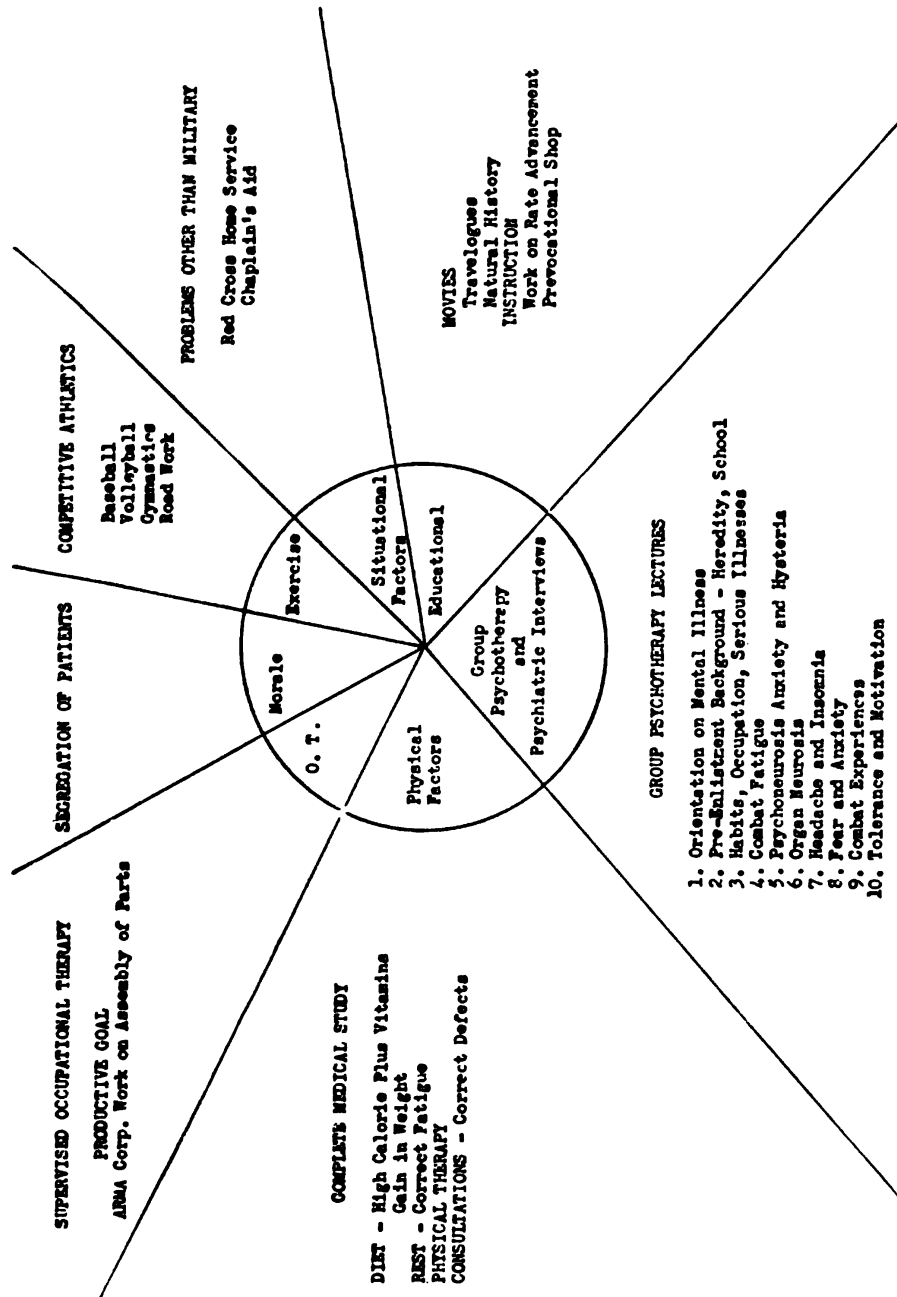 SUPERVISED OCCUPATIONAL THERAPY
PRODUCTIVE GOAL
ARMA Corp. Work on Assembly of Parts
SEGREGATION OF PATIENTS
COMPETITIVE ATHLETICS
Baseball
Volleyball
Gymnastics
Road Work
PROBLEMS OTHER THAN MILITARY
Red Cross Home Service
Chaplain's Aid
MOVIES
Travelogues
Natural History
INSTRUCTION
Work on Rate Advancement
Prevocational Shop
O. T.
Morale
Exercise
Situational
Factors
Educational
Group
Psychotherapy
and
Psychiatric Interviews
Physical
Factors
COMPLETE MEDICAL STUDY
DIET - High Calorie Plus Vitamins
Gain in Weight
REST - Correct Fatigue
PHYSICAL THERAPY
CONSULTATIONS - Correct Defects
GROUP PSYCHOTHERAPY LECTURES
1. Orientation on Mental Illness
2. Pre-Enlistment Background - Heredity, School
3. Habits, Occupation, Serious Illnesses
4. Combat Fatigue
5. Psychoneurosis Anxiety and Hysteria
6. Organ Neurosis
7. Headache and Insomnia
8. Fear and Anxiety
9. Combat Experiences
10. Tolerance and Motivation